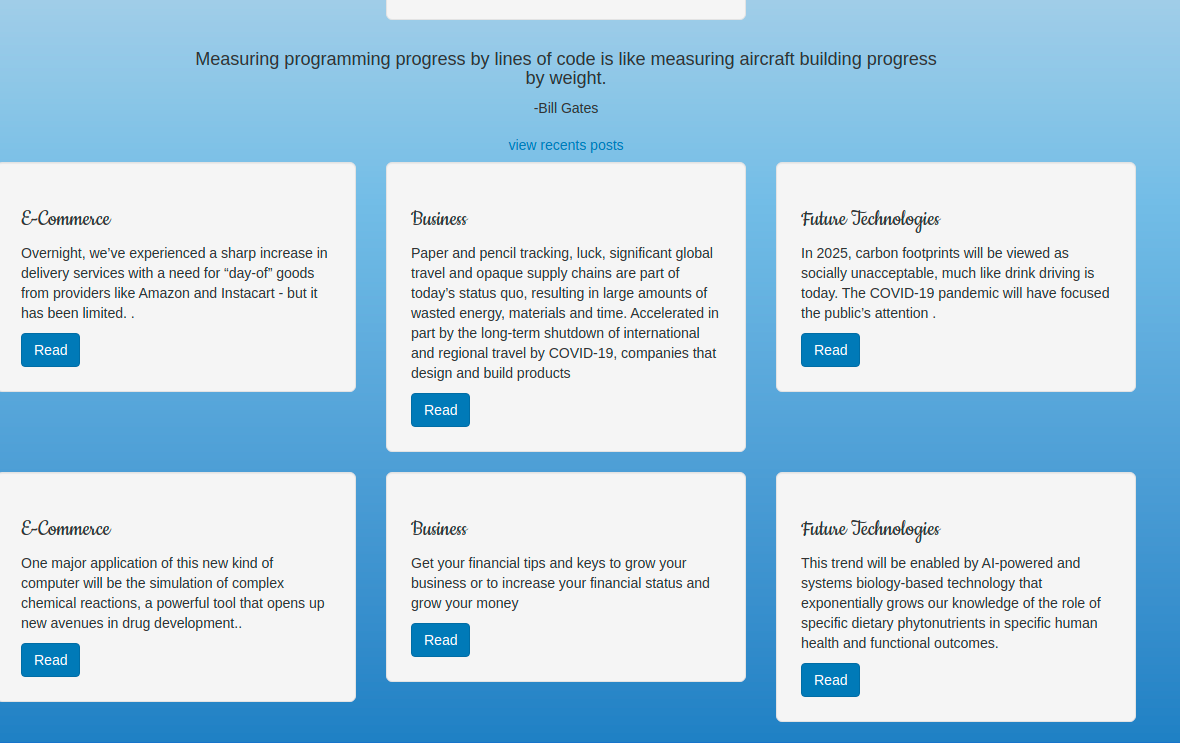 Measuring programming progress by lines of code is like measuring aircraft building progress
by weight.
-Bill Gates
view recents posts
E-Commerce
Overnight, we’ve experienced a sharp increase in
delivery services with a need for “day-of” goods
from providers like Amazon and Instacart - but it
has been limited. .
Read
Business
Paper and pencil tracking, luck, significant global
travel and opaque supply chains are part of
today’s status quo, resulting in large amounts of
wasted energy, materials and time. Accelerated in
part by the long-term shutdown of international
and regional travel by COVID-19, companies that
design and build products
Read
Future Technologies
In 2025, carbon footprints will be viewed as
socially unacceptable, much like drink driving is
today. The COVID-19 pandemic will have focused
the public’s attention .
Read
E-Commerce
One major application of this new kind of
computer will be the simulation of complex
chemical reactions, a powerful tool that opens up
new avenues in drug development..
Read
Business
Get your financial tips and keys to grow your
business or to increase your financial status and
grow your money
Read
Future Technologies
This trend will be enabled by AI-powered and
systems biology-based technology that
exponentially grows our knowledge of the role of
specific dietary phytonutrients in specific human
health and functional outcomes.
Read